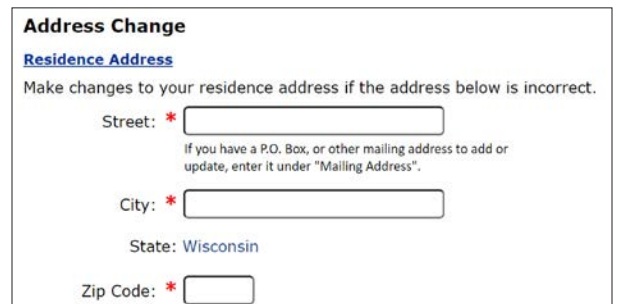 Address Change
Residence Address
Make changes to your residence address if the address below is incorrect.
Street: *
If you have a P.O. Box, or other mailing address to add or
update, enter it under "Mailing Address".
City: *
State: Wisconsin
Zip Code: *